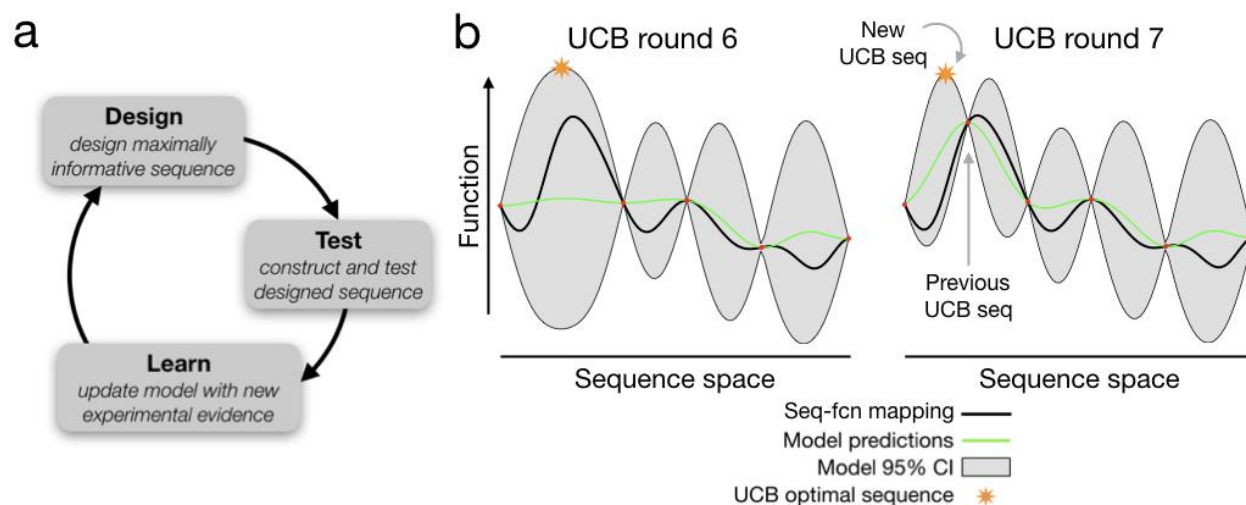 a
Design
design maximally
informative sequence
Test
construct and test
designed sequence
Learn
update model with new
experimental evidence
b
UCB round 6
Function
Sequence space
New
UCB seq
UCB round 7
Previous
UCB seq
Sequence space
Seq-fcn mapping
Model predictions
Model 95% CI
UCB optimal sequence